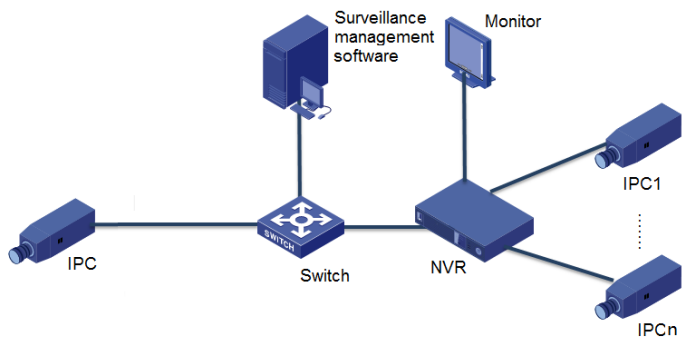 Surveillance
management
software
Monitor
IPC1
IPC
SWITCH
Switch
NVR
IPCn